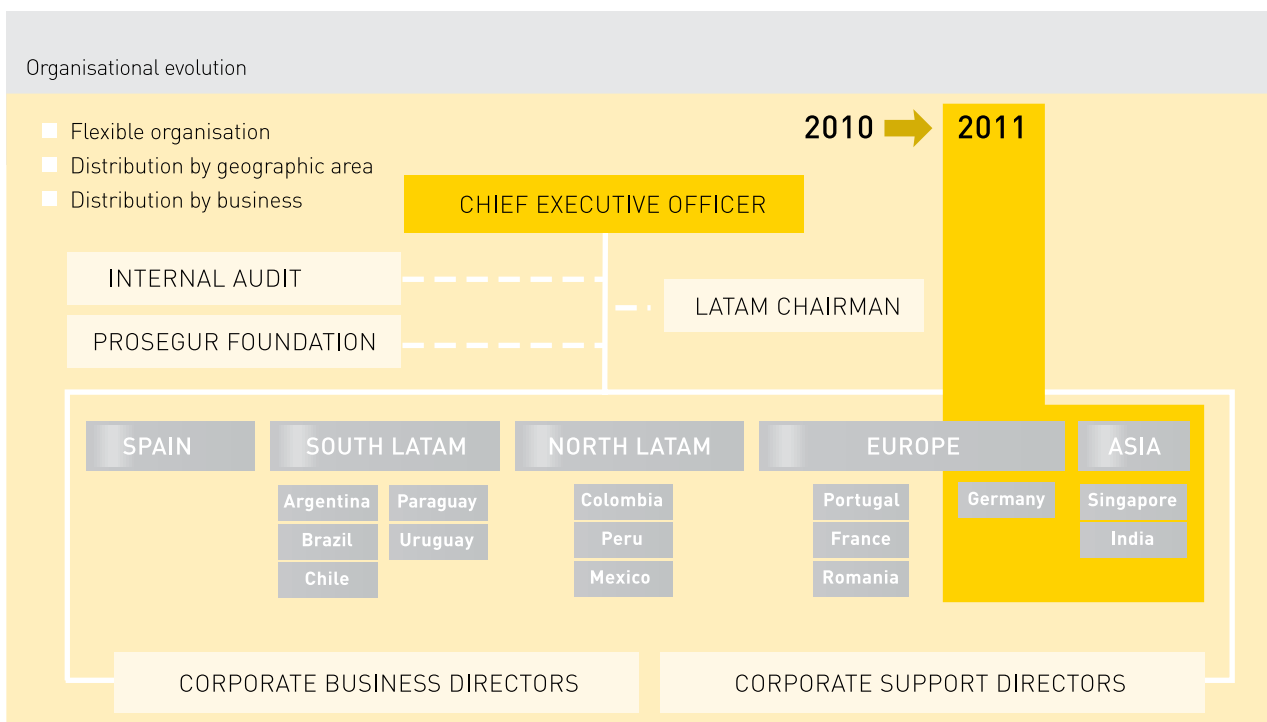 Organisational evolution
Flexible organisation
Distribution by geographic area
Distribution by business
2010
2011
CHIEF EXECUTIVE OFFICER
INTERNAL AUDIT
LATAM CHAIRMAN
PROSEGUR FOUNDATION
SPAIN
SOUTH LATAM
NORTH LATAM
EUROPE
ASIA
Argentina
Paraguay
Brazil
Uruguay
Chile
Colombia
Peru
Mexico
Portugal
France
Romania
Germany
Singapore
India
CORPORATE BUSINESS DIRECTORS
CORPORATE SUPPORT DIRECTORS